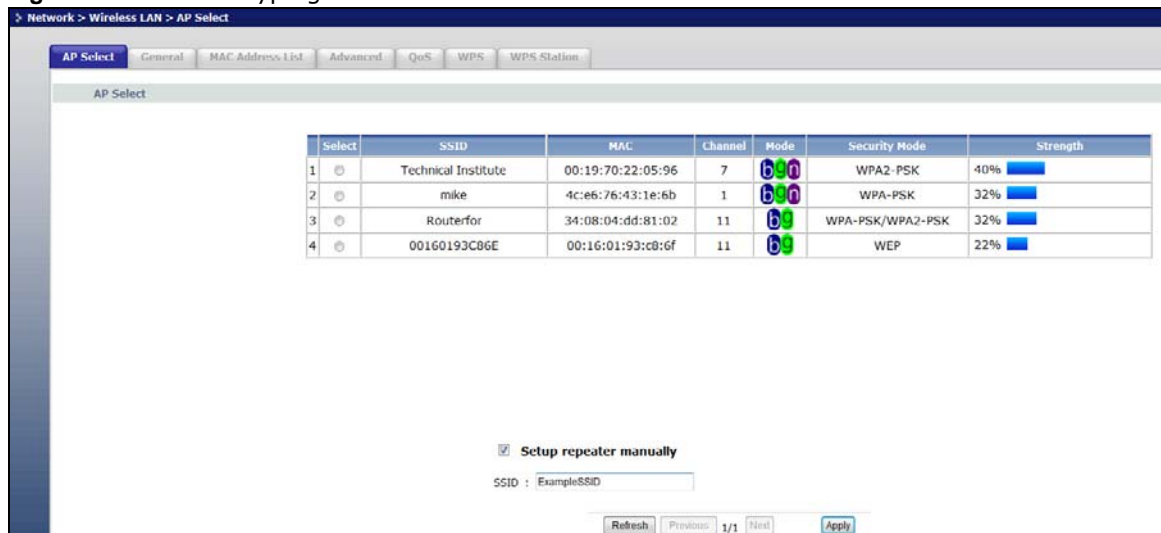 Network > Wireless LAN > AP Select
AP Select General MAC Address List Advanced QoS WPS WPS Station
AP Select
Select SSID MAC Channel Mode Security Mode Strength
1 Technical Institute 00:19:70:22:05:96 7 bgn WPA2-PSK 40%
2 mike 4c:e6:76:43:1e:6b 1 bgn WPA-PSK 32%
3 Routerfor 34:08:04:dd:81:02 11 bg WPA-PSK/WPA2-PSK 32%
4 00160193C86E 00:16:01:93:c8:6f 11 bg WEP 22%
Setup repeater manually
SSID : ExampleSSID
Refresh Previous 1/1 Next Apply